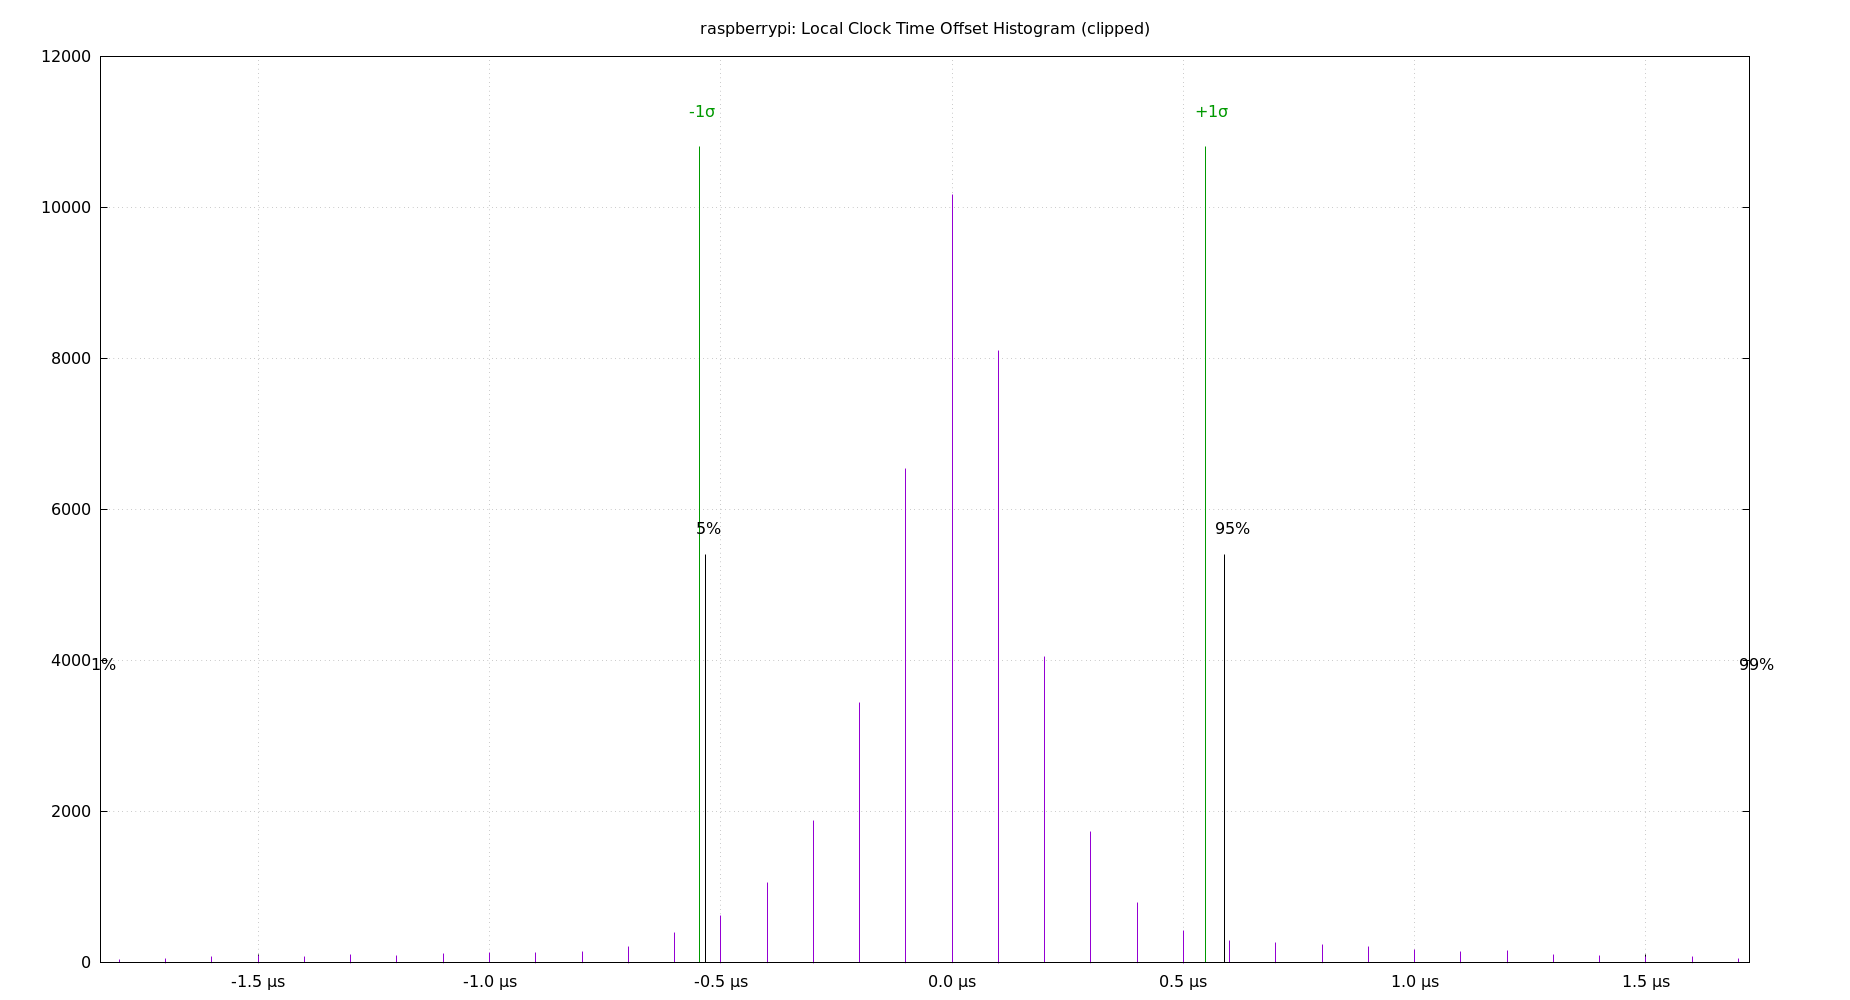 raspberrypi: Local Clock Time Offset Histogram (clipped)
12000
-1σ
+1σ
10000
8000
6000
5%
95%
4000
1%
99%
2000
0
-1.5 µs
-1.0 µs
-0.5 µs
0.0 µs
0.5 µs
1.0 µs
1.5 µs